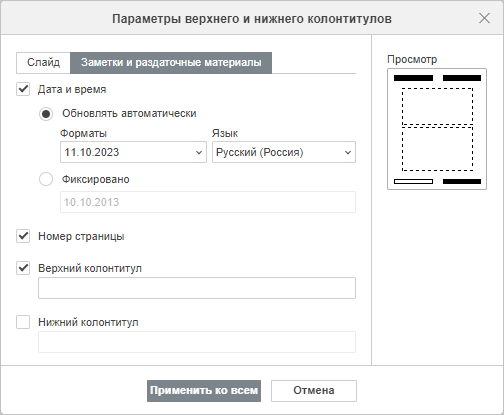 Параметры верхнего и нижнего колонтитулов
Слайд Заметки и раздаточные материалы
Просмотр
Дата и время
Обновлять автоматически
Форматы Язык
11.10.2023 Русский (Россия)
Фиксировано
10.10.2013
Номер страницы
Верхний колонтитул
Нижний колонтитул
Применить ко всем Отмена